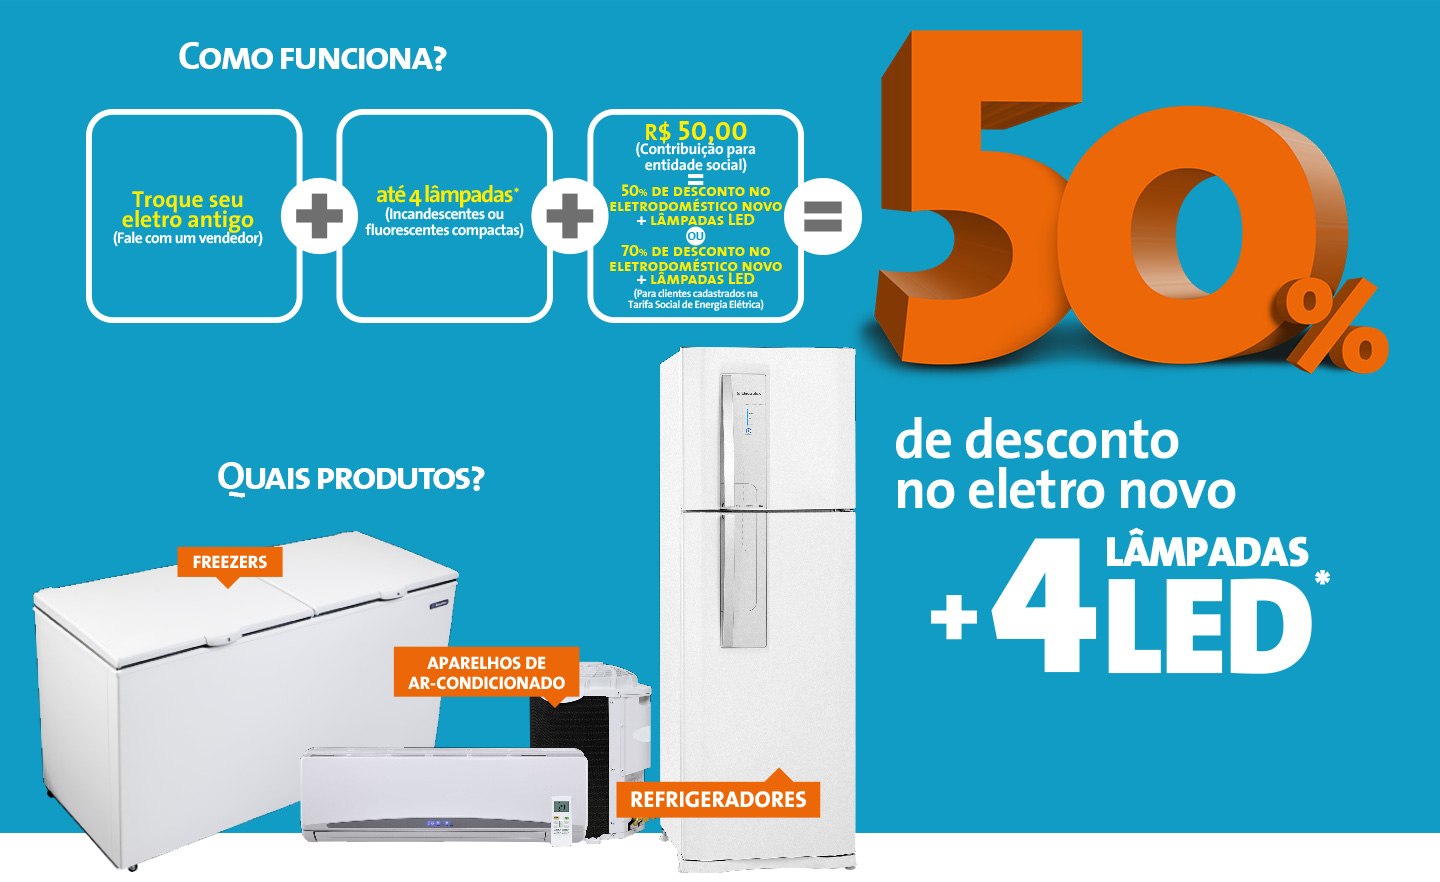 COMO FUNCIONA?
Troque seu
eletro antigo
(Fale com um vendedor)
+
até 4 lâmpadas*
(Incandescentes ou
fluorescentes compactas)
+
R$ 50,00
(Contribuição para
entidade social)
=
50% DE DESCONTO NO
ELETRODOMÉSTICO NOVO
+ LÂMPADAS LED
OU
70% DE DESCONTO NO
ELETRODOMÉSTICO NOVO
+ LÂMPADAS LED
(Para clientes cadastrados na
Tarifa Social de Energia Elétrica)
=
50%
de desconto
no eletro novo
+4 LÂMPADAS
LED*
QUAIS PRODUTOS?
FREEZERS
APARELHOS DE
AR-CONDICIONADO
REFRIGERADORES
Electrolux